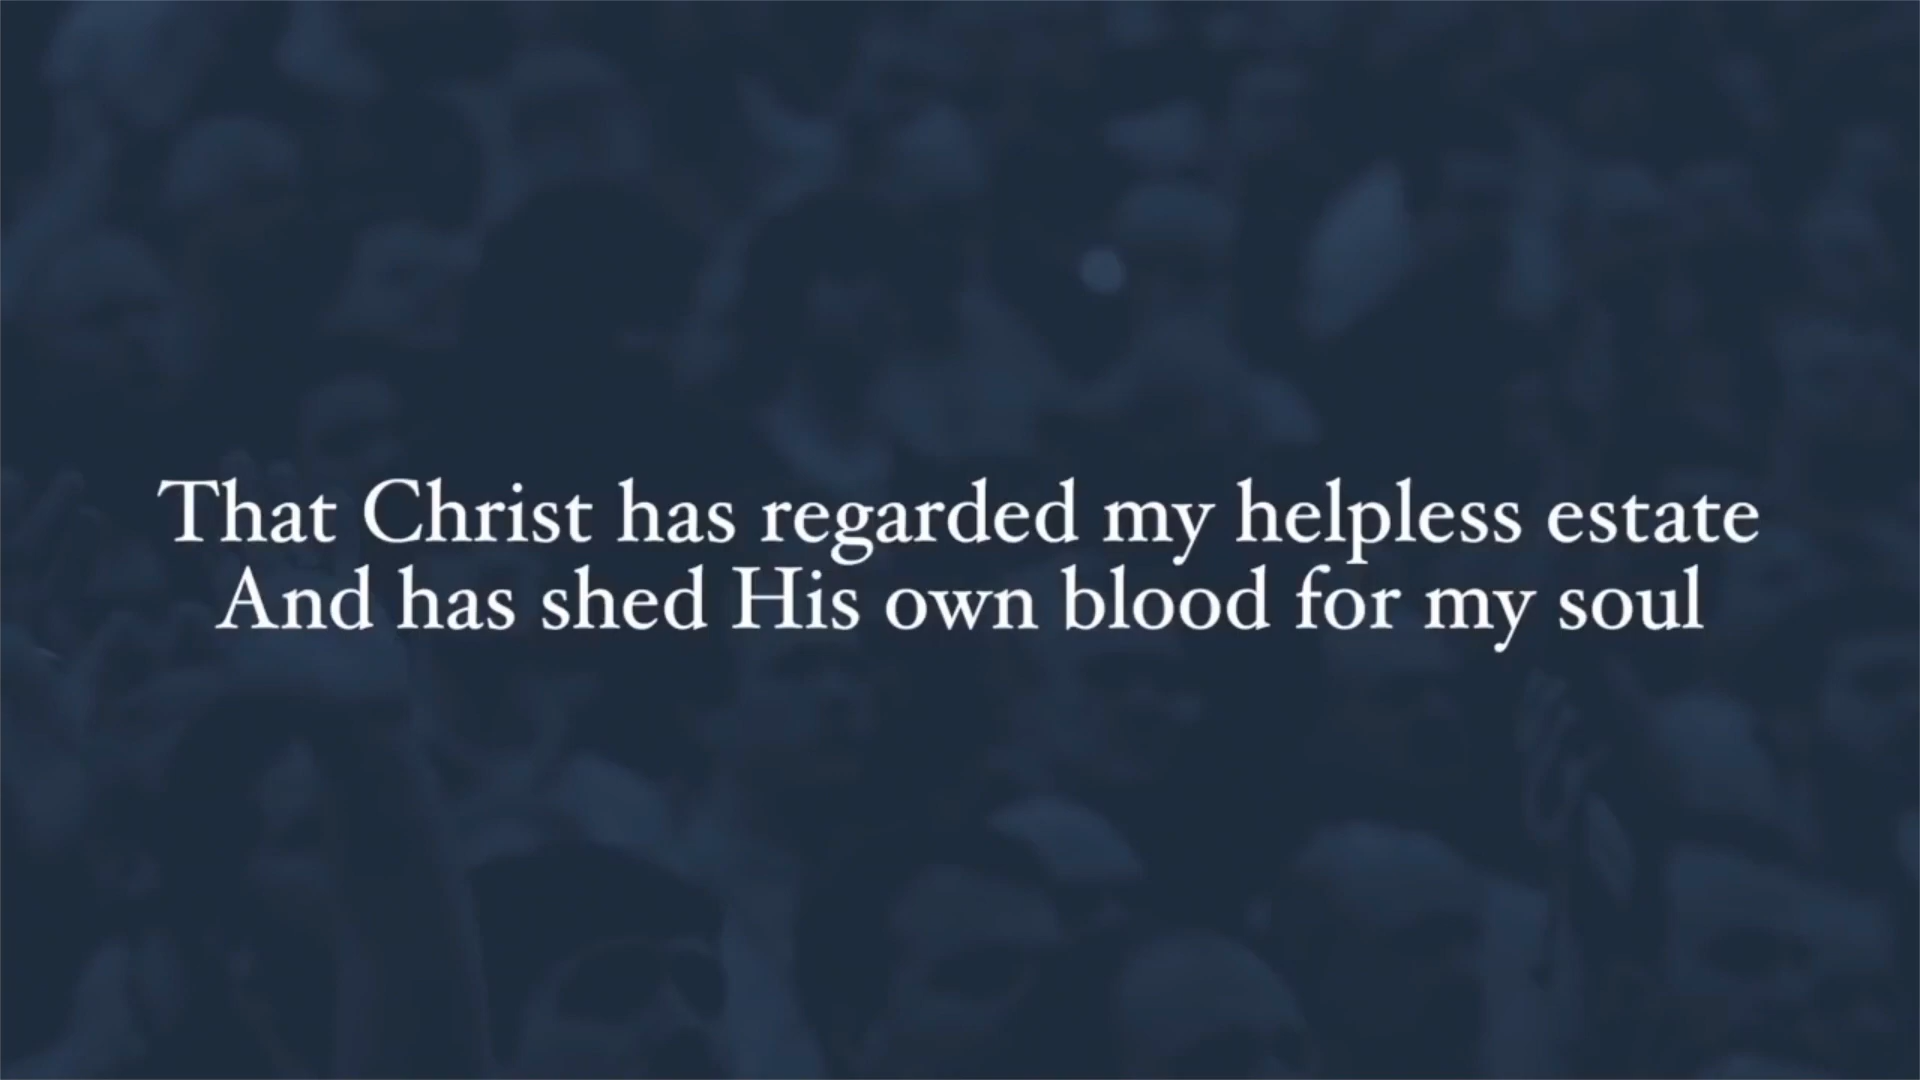 That Christ has regarded my helpless estate
And has shed His own blood for my soul